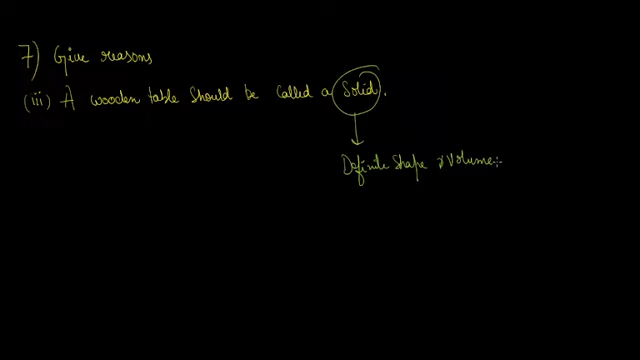 7) Give reasons
(iii) A wooden table should be called a Solid.
Definite Shape & Volume